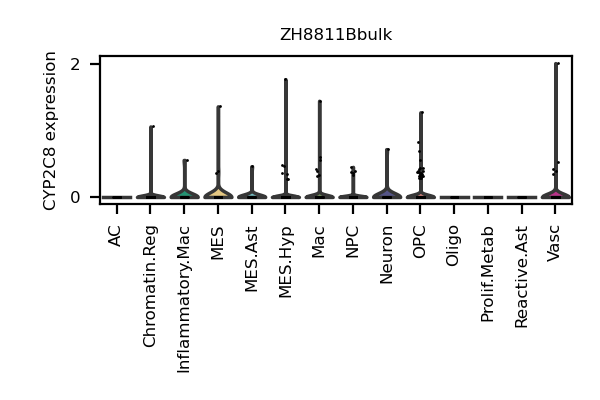 ZH8811Bbulk
CYP2C8 expression
2
0
AC
Chromatin.Reg
Inflammatory.Mac
MES
MES.Ast
MES.Hyp
Mac
NPC
Neuron
OPC
Oligo
Prolif.Metab
Reactive.Ast
Vasc